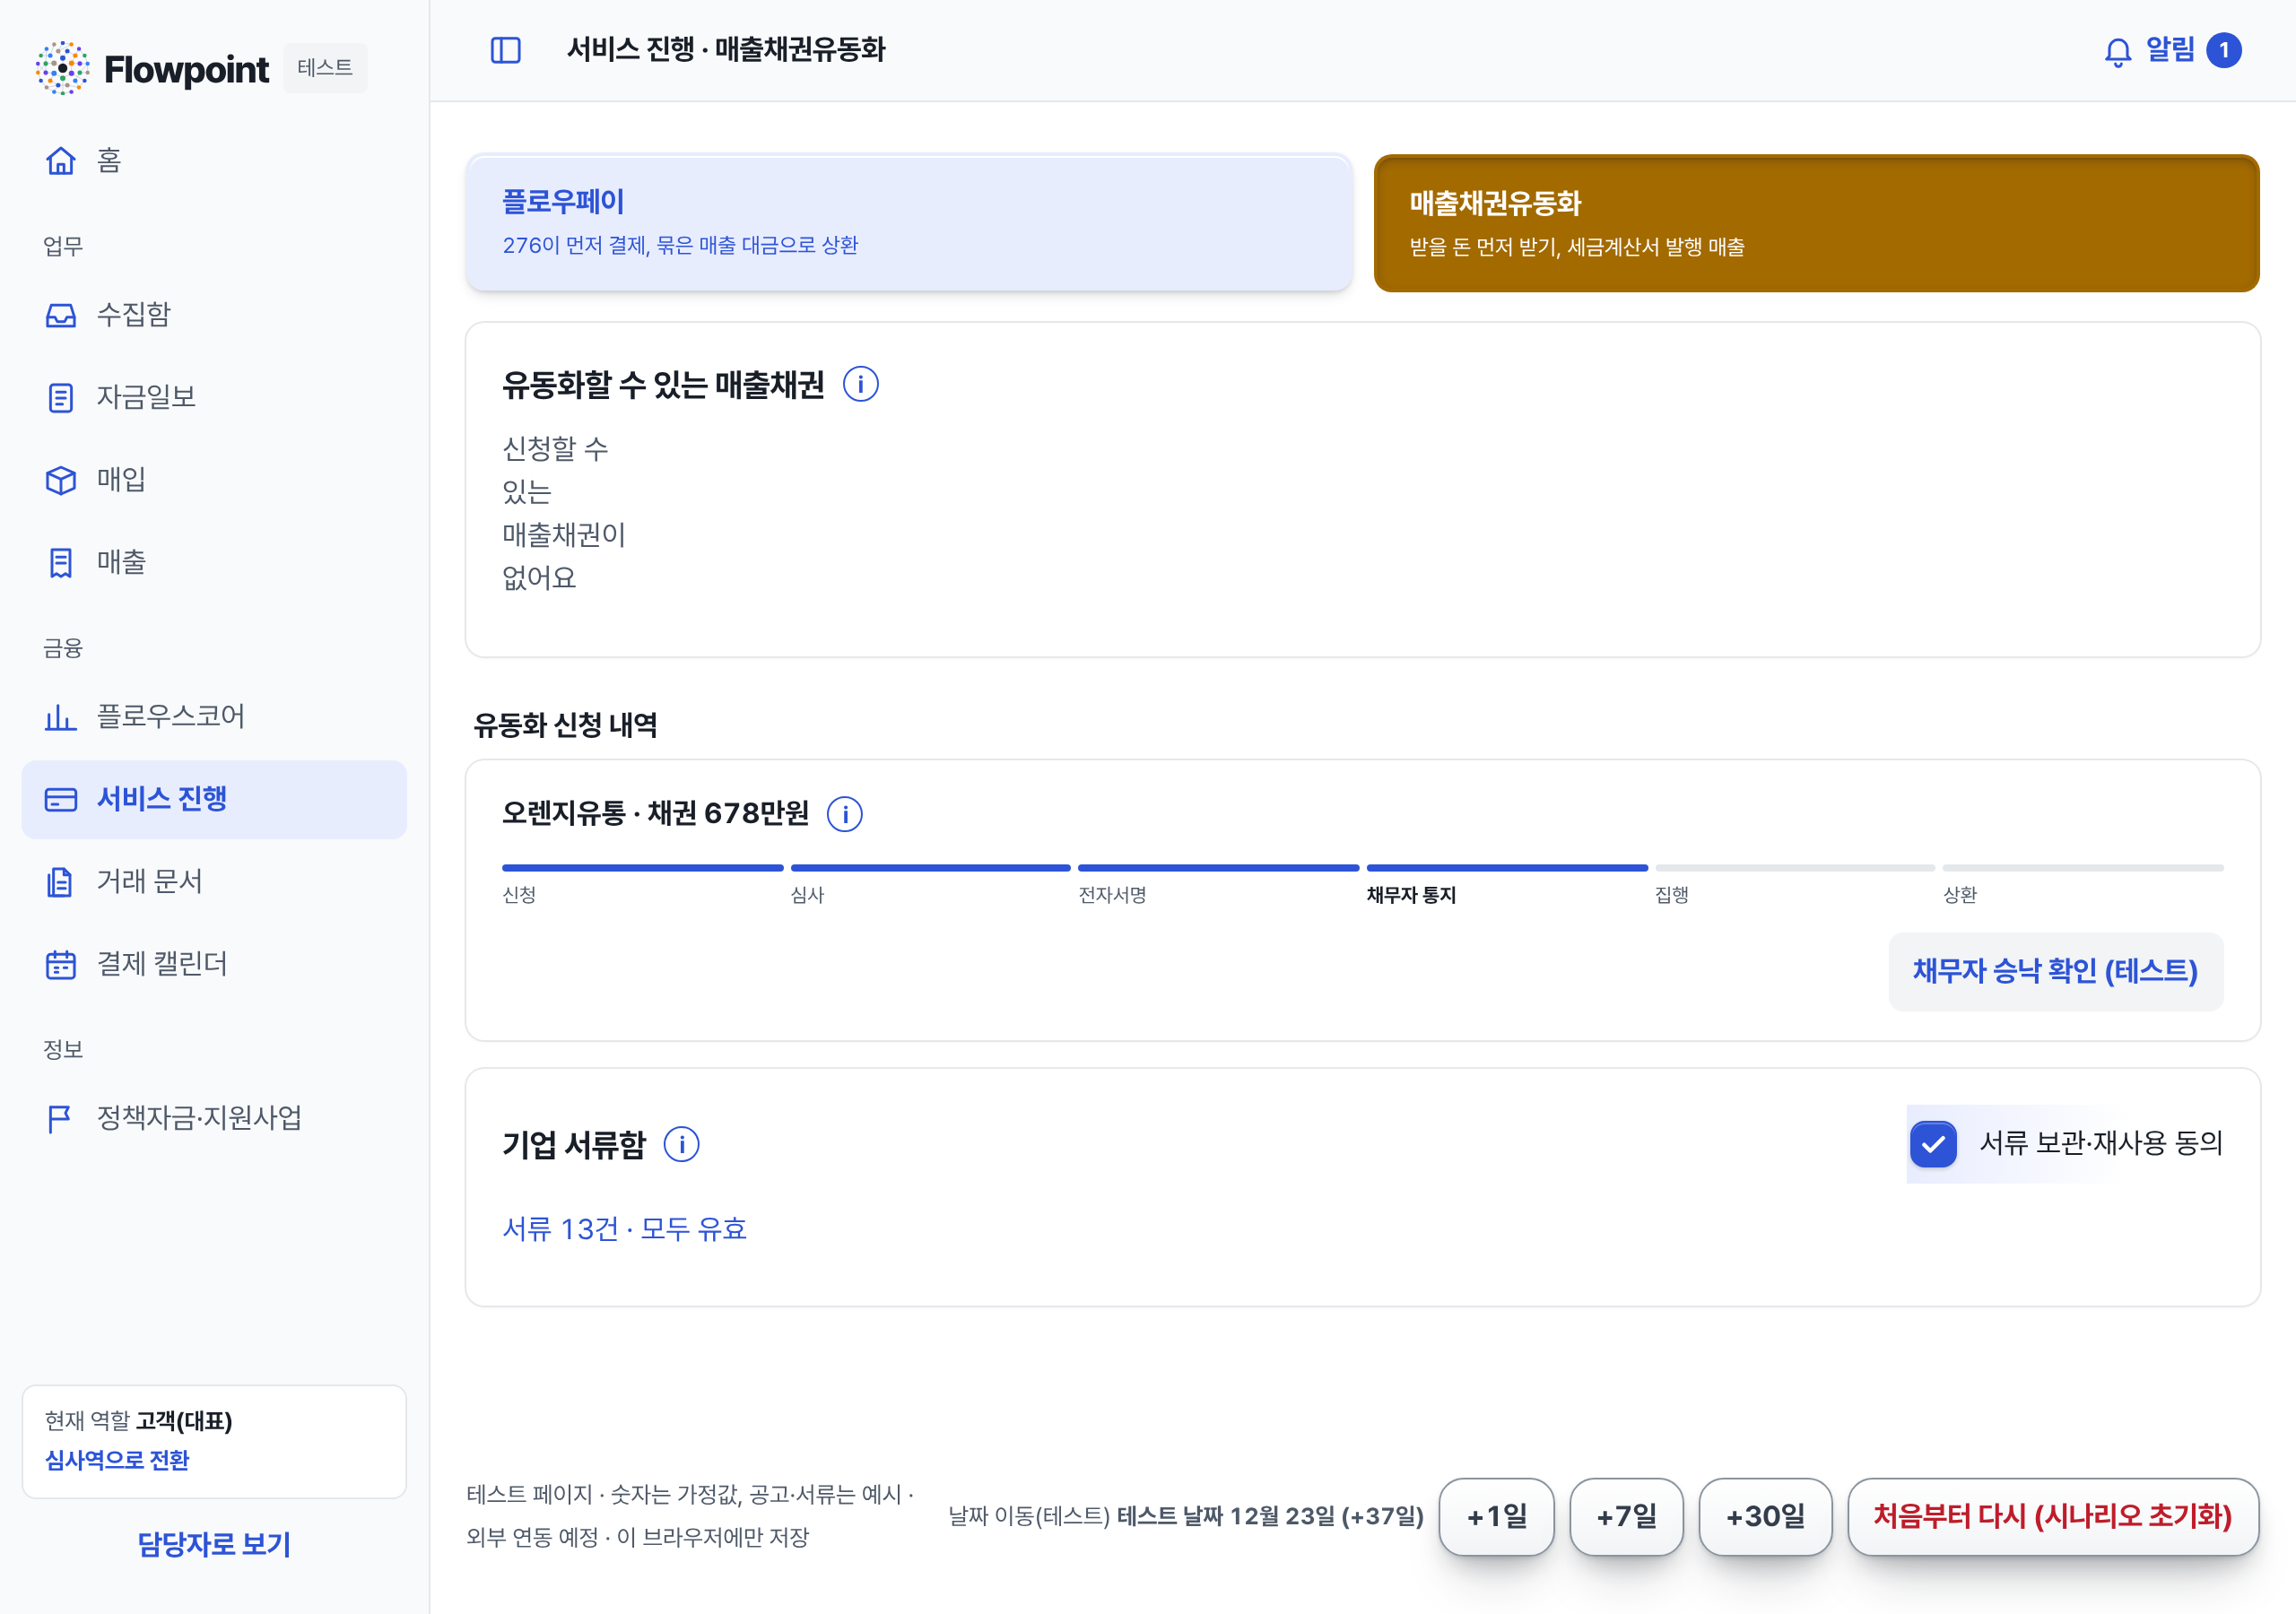 Flowpoint 테스트
홈
업무
수집함
자금일보
매입
매출
금융
플로우스코어
서비스 진행
거래 문서
결제 캘린더
정보
정책자금·지원사업
현재 역할 고객(대표)
심사역으로 전환
담당자로 보기
서비스 진행 · 매출채권유동화
알림 1
플로우페이
276이 먼저 결제, 묶은 매출 대금으로 상환
매출채권유동화
받을 돈 먼저 받기, 세금계산서 발행 매출
유동화할 수 있는 매출채권 i
신청할 수
있는
매출채권이
없어요
유동화 신청 내역
오렌지유통 · 채권 678만원 i
신청 심사 전자서명 채무자 통지 집행 상환
채무자 승낙 확인 (테스트)
기업 서류함 i
서류 보관·재사용 동의
서류 13건 · 모두 유효
테스트 페이지 · 숫자는 가정값, 공고·서류는 예시 ·
외부 연동 예정 · 이 브라우저에만 저장
날짜 이동(테스트) 테스트 날짜 12월 23일 (+37일) +1일 +7일 +30일 처음부터 다시 (시나리오 초기화)